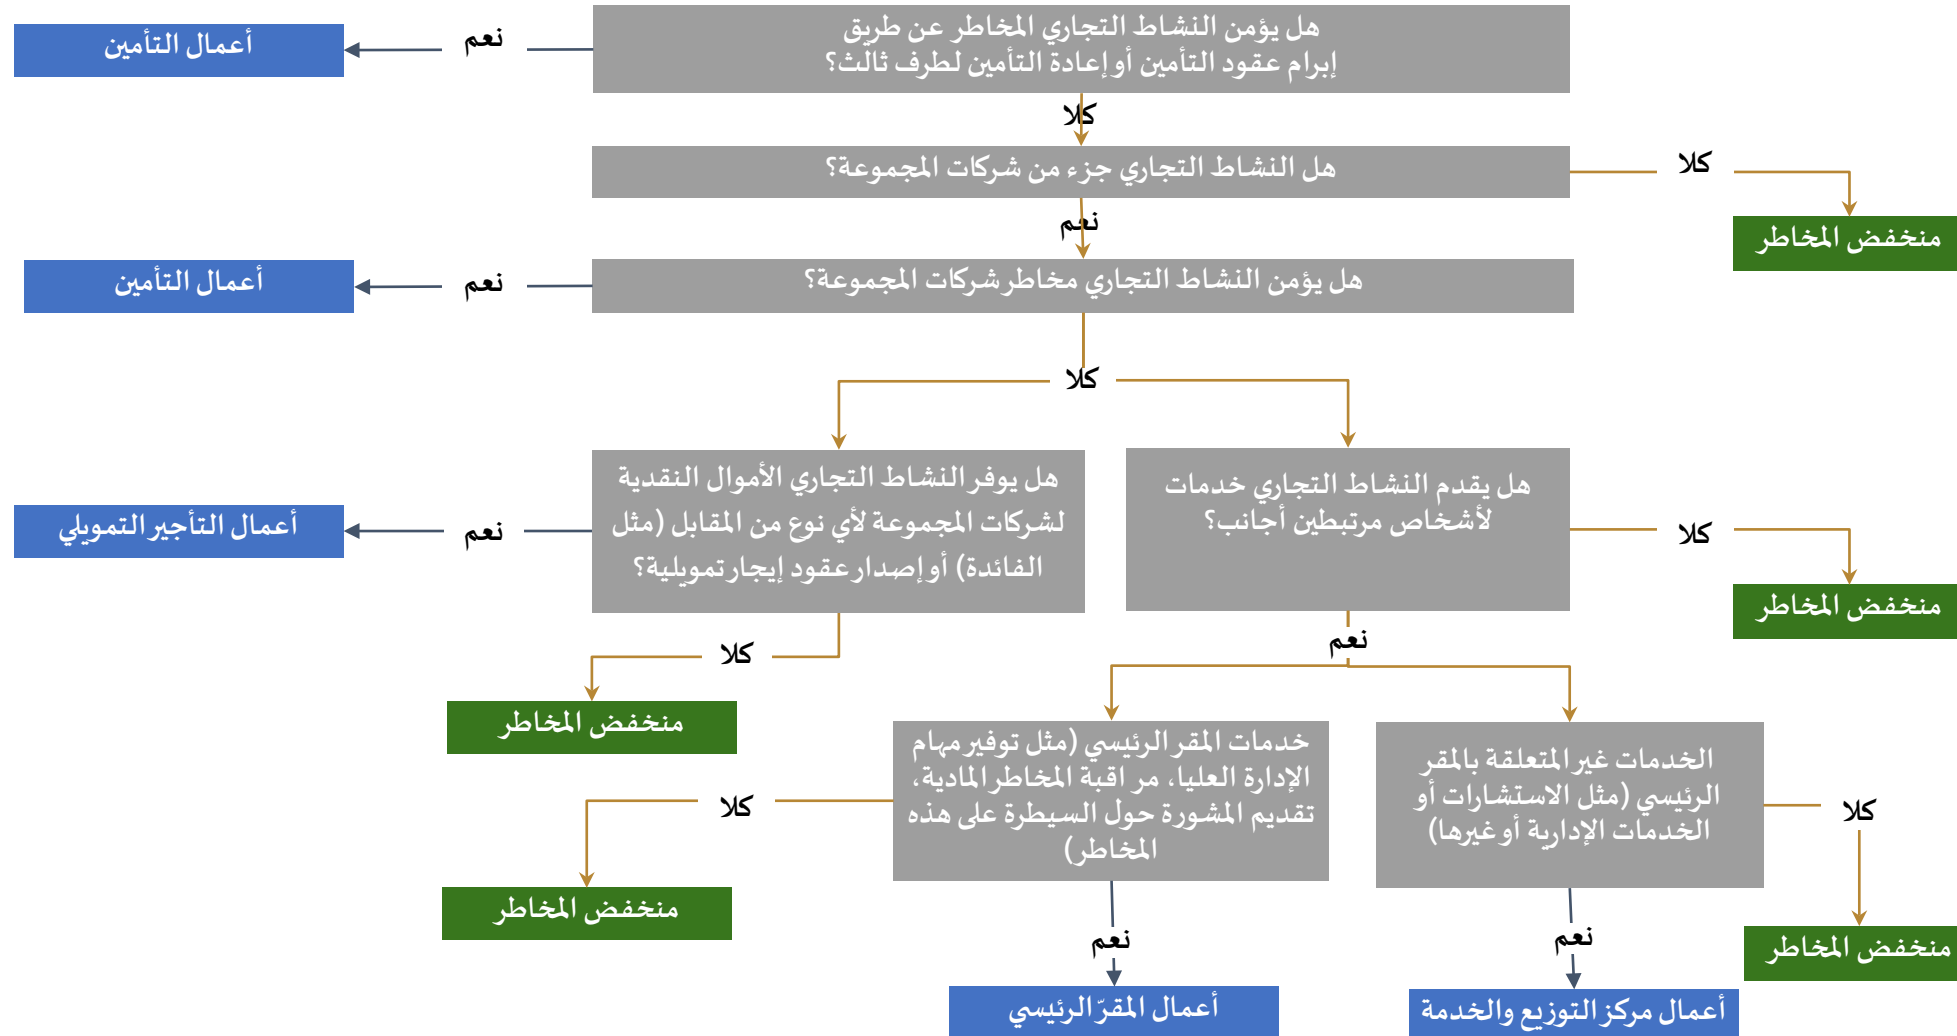 هل يؤمن النشاط التجاري المخاطر عن طريق
إبرام عقود التأمين أو إعادة التأمين لطرف ثالث؟
نعم
أعمال التأمين
كلا
هل النشاط التجاري جزء من شركات المجموعة؟
كلا
منخفض المخاطر
نعم
هل يؤمن النشاط التجاري مخاطر شركات المجموعة؟
نعم
أعمال التأمين
كلا
هل يقدم النشاط التجاري خدمات
لأشخاص مرتبطين أجانب؟
كلا
منخفض المخاطر
هل يوفر النشاط التجاري الأموال النقدية
لشركات المجموعة لأي نوع من المقابل (مثل
الفائدة) أو إصدار عقود إيجار تمويلية؟
نعم
أعمال التأجير التمويلي
كلا
منخفض المخاطر
نعم
الخدمات غير المتعلقة بالمقر
الرئيسي (مثل الاستشارات أو
الخدمات الإدارية أو غيرها)
كلا
منخفض المخاطر
نعم
أعمال مركز التوزيع والخدمة
خدمات المقر الرئيسي (مثل توفير مهام
الإدارة العليا، مراقبة المخاطر المادية،
تقديم المشورة حول السيطرة على هذه
المخاطر)
كلا
منخفض المخاطر
نعم
أعمال المقرّ الرئيسي